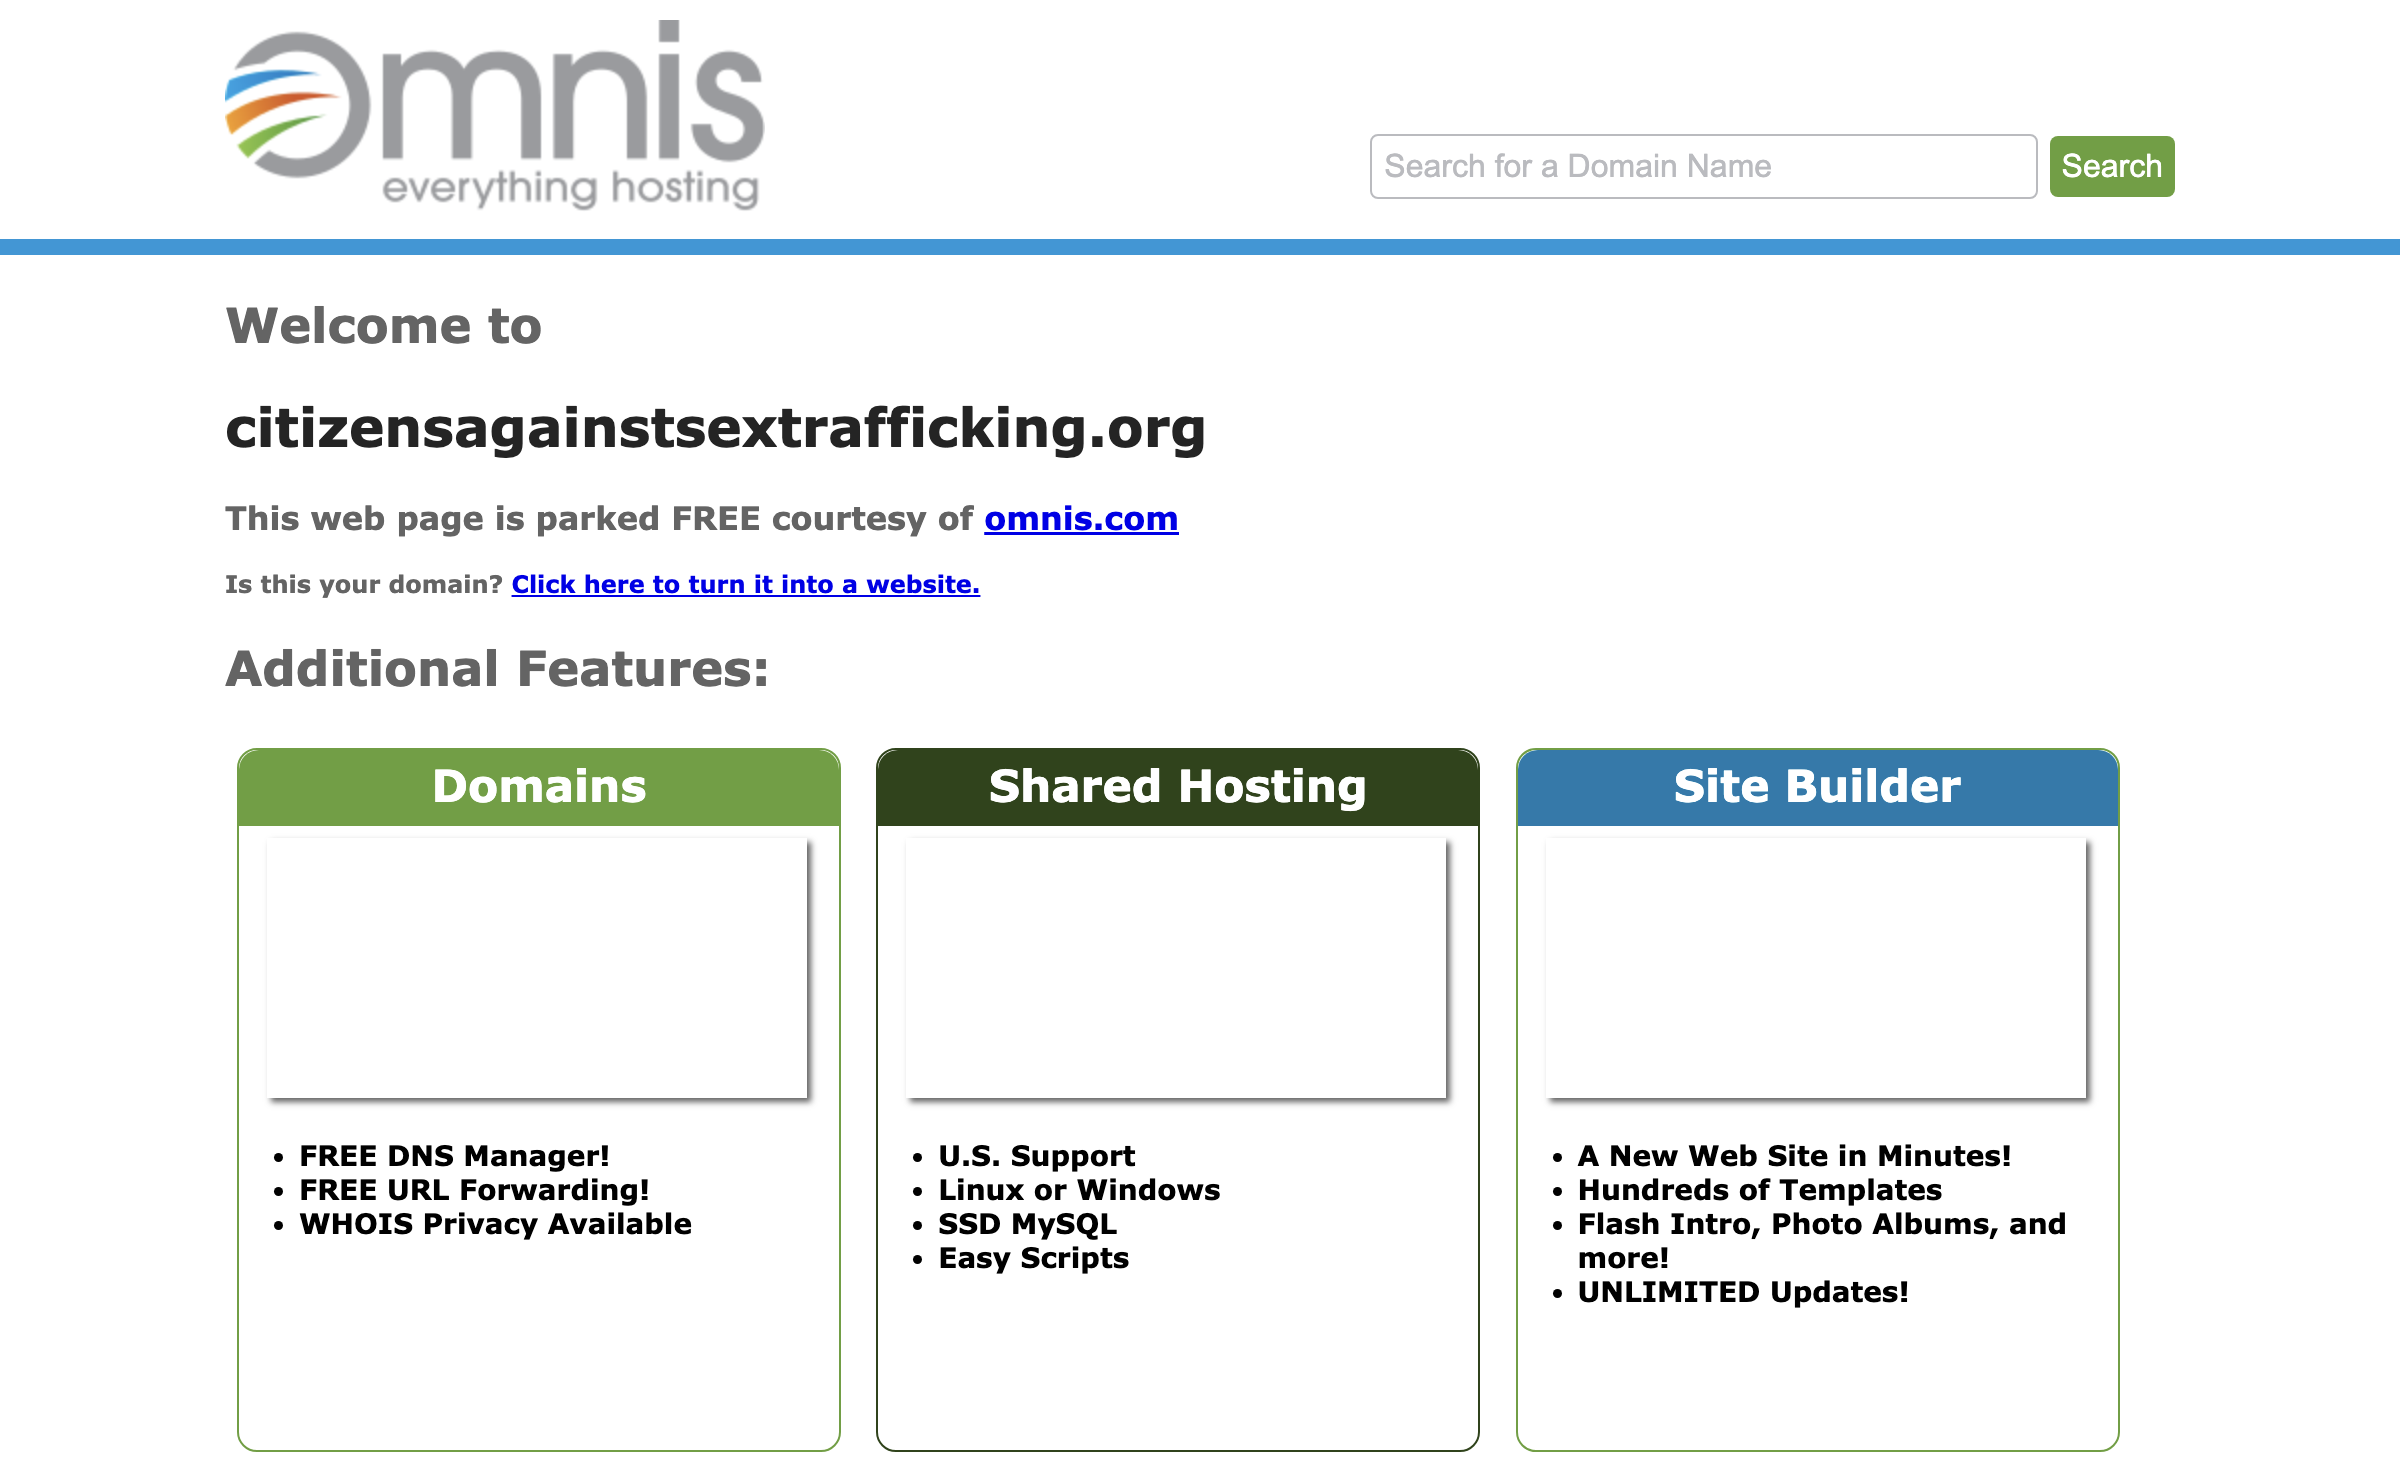 Omnis
everything hosting
Search for a Domain Name
Search
Welcome to
citizensagainstsextrafficking.org
This web page is parked FREE courtesy of omnis.com
Is this your domain? Click here to turn it into a website.
Additional Features:
Domains
FREE DNS Manager!
FREE URL Forwarding!
WHOIS Privacy Available
Shared Hosting
U.S. Support
Linux or Windows
SSD MySQL
Easy Scripts
Site Builder
A New Web Site in Minutes!
Hundreds of Templates
Flash Intro, Photo Albums, and
more!
UNLIMITED Updates!